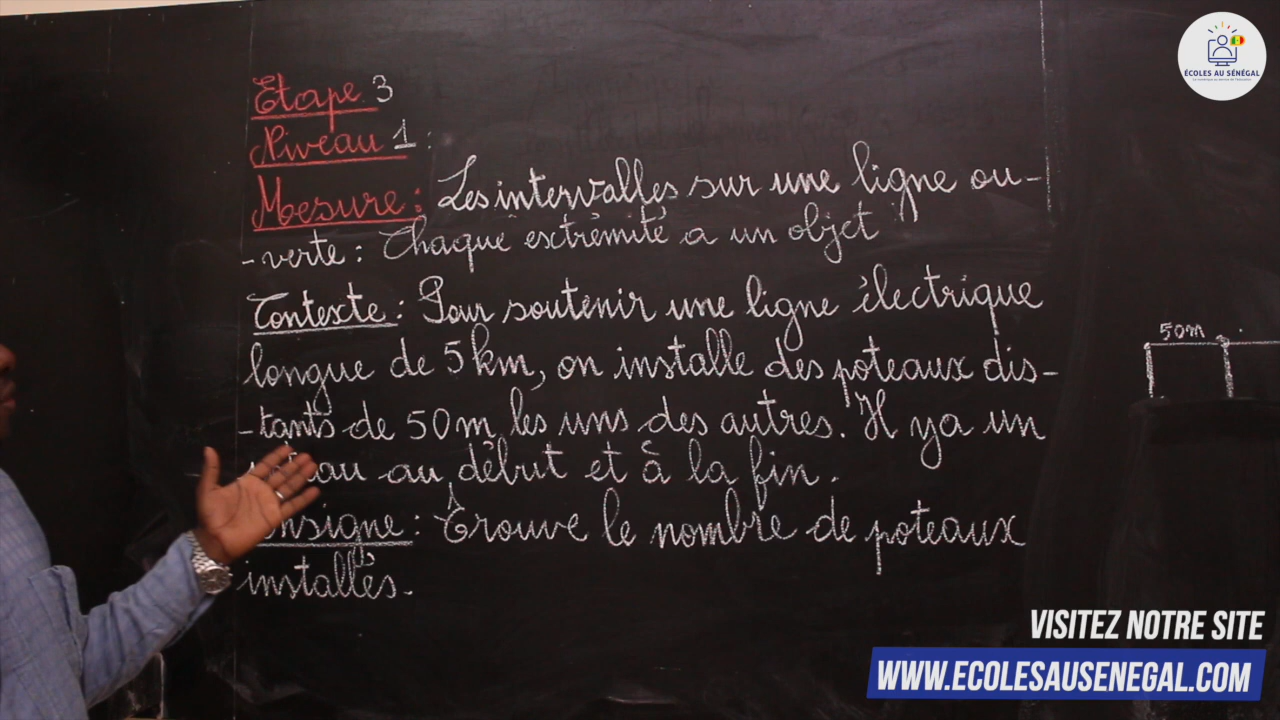 Etape 3
Niveau 1 :
Mesure : Les intervalles sur une ligne ou-
-verte : Chaque extrêmité a un objet
Contexte : Pour soutenir une ligne électrique
longue de 5 km, on installe des poteaux dis-
-tants de 50 m les uns des autres. Il y a un
au début et à la fin.
: Trouve le nombre de poteaux
installés.
50m
ÉCOLES AU SÉNÉGAL
VISITEZ NOTRE SITE
WWW.ECOLESAUSENEGAL.COM